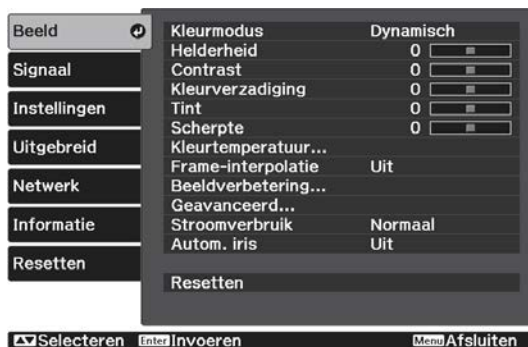 Beeld
Signaal
Instellingen
Uitgebreid
Netwerk
Informatie
Resetten
Kleurmodus Dynamisch
Helderheid 0
Contrast 0
Kleurverzadiging 0
Tint 0
Scherpte 0
Kleurtemperatuur...
Frame-interpolatie Uit
Beeldverbetering...
Geavanceerd...
Stroomverbruik Normaal
Autom. iris Uit
Resetten
Selecteren Enter Invoeren Menu Afsluiten